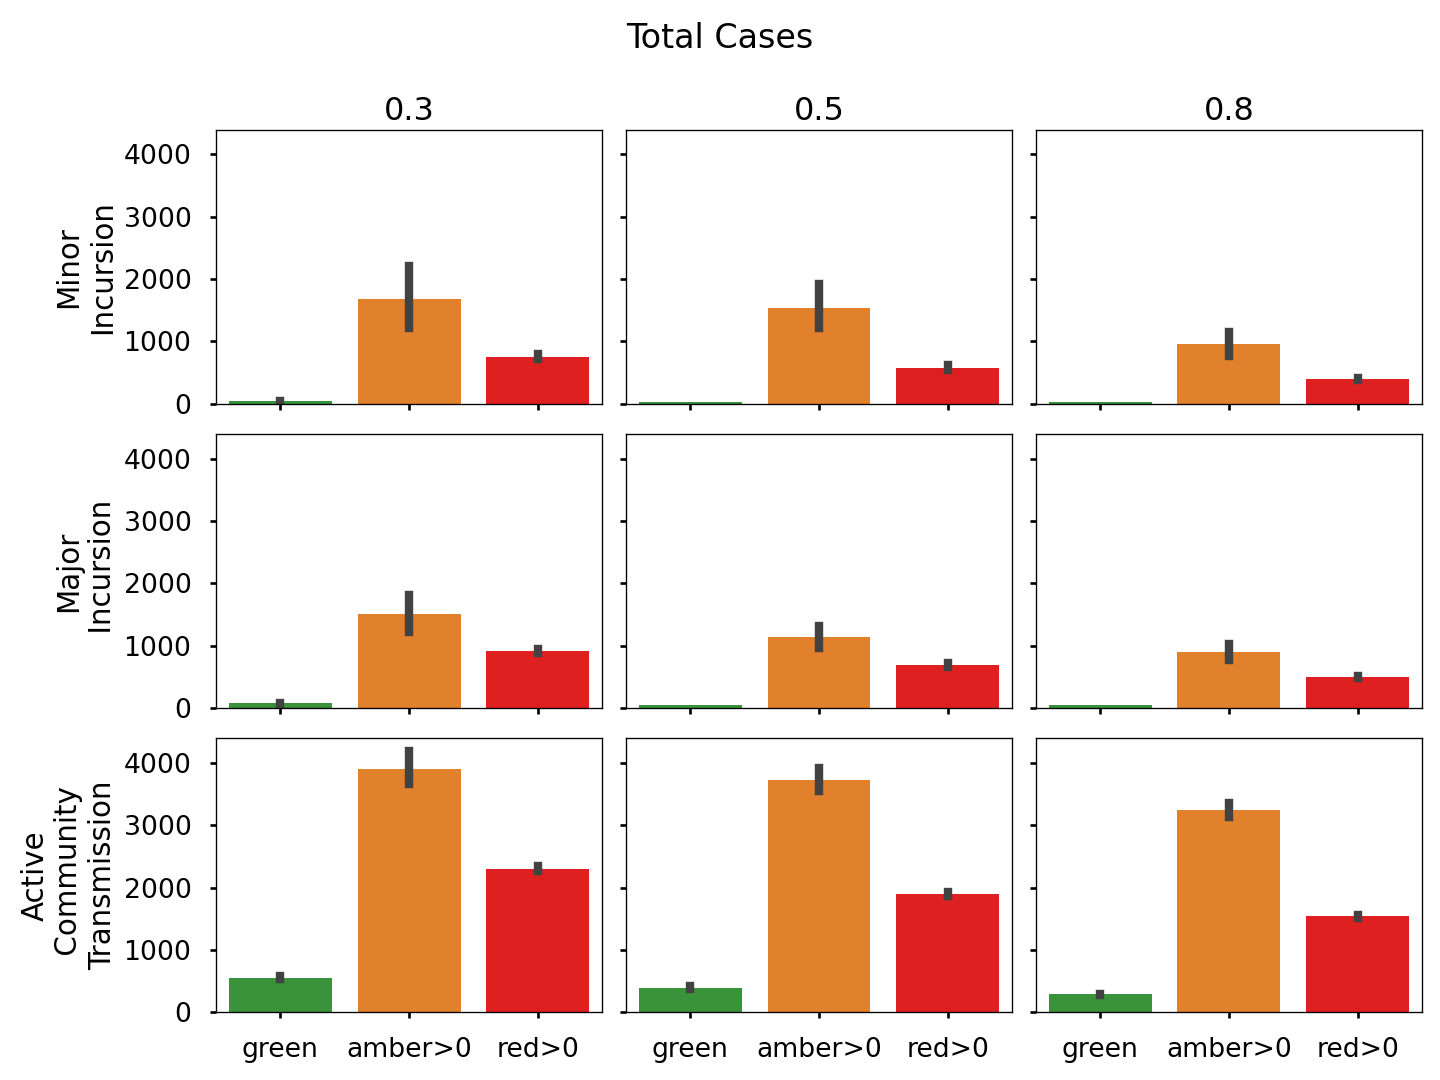 Total Cases
0.3
0.5
0.8
Minor
Incursion
4000
3000
2000
1000
0
Major
Incursion
4000
3000
2000
1000
0
Active
Community
Transmission
4000
3000
2000
1000
0
green
amber>0
red>0
green
amber>0
red>0
green
amber>0
red>0